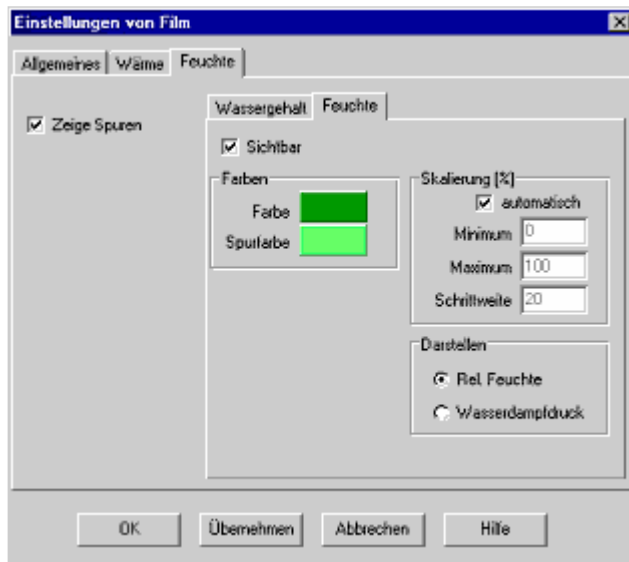 Einstellungen von Film
Allgemeines Wärme Feuchte
Zeige Spuren
Wassergehalt Feuchte
Sichtbar
Farben
Farbe
Spurfarbe
Skalierung [%]
automatisch
Minimum 0
Maximum 100
Schrittweite 20
Darstellen
Rel. Feuchte
Wasserdampfdruck
OK Übernehmen Abbrechen Hilfe